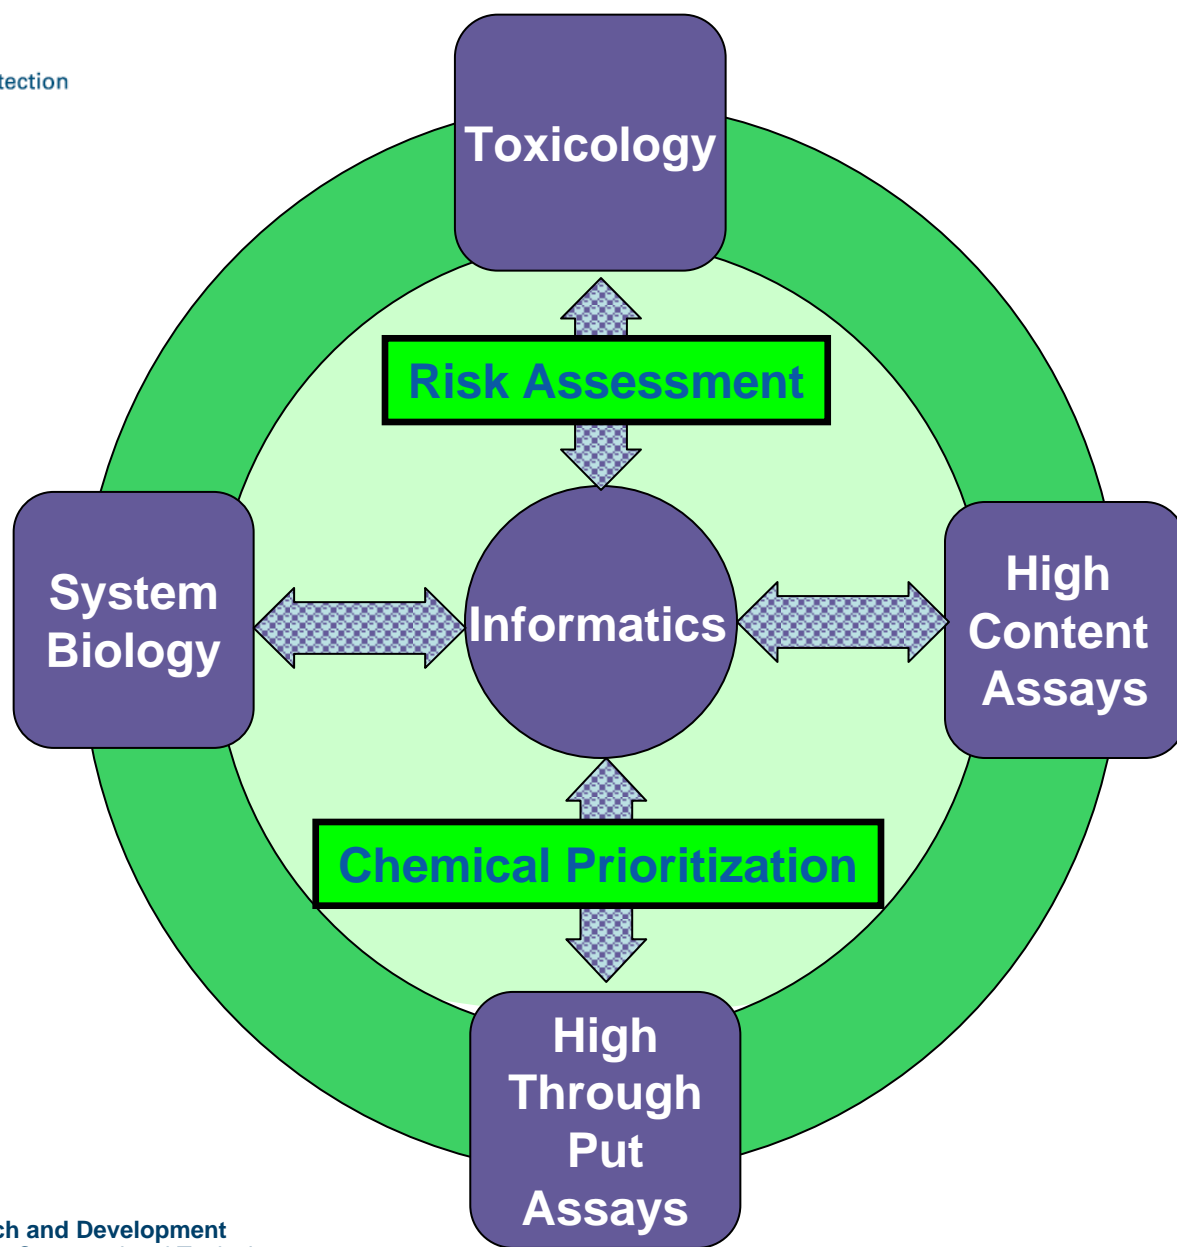 tection
Toxicology
Risk Assessment
System
Biology
Informatics
High
Content
Assays
Chemical Prioritization
High
Through
Put
Assays
ch and Development